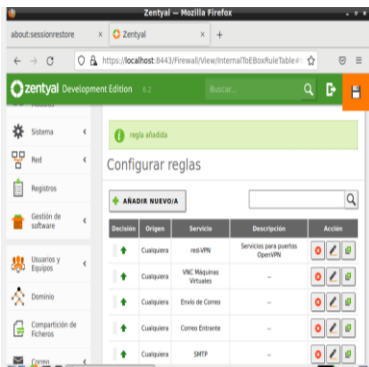 Zentyal — Mozilla Firefox
about:sessionrestore × Zentyal × +
https://localhost:8443/Firewall/View/InternalToEBoxRuleTable#
zentyal Development Edition 6.2 Buscar...
Sistema
Red
Registros
Gestión de
software
Usuarios y
Equipos
Dominio
Compartición de
Ficheros
Correo
regla añadida
Configurar reglas
+ AÑADIR NUEVO/A
Decisión Origen Servicio Descripción Acción
Cualquiera red-VPN Servicios para puertos
OpenVPN
Cualquiera VNC Máquinas
Virtuales --
Cualquiera Envío de Correo --
Cualquiera Correo Entrante --
Cualquiera SMTP --